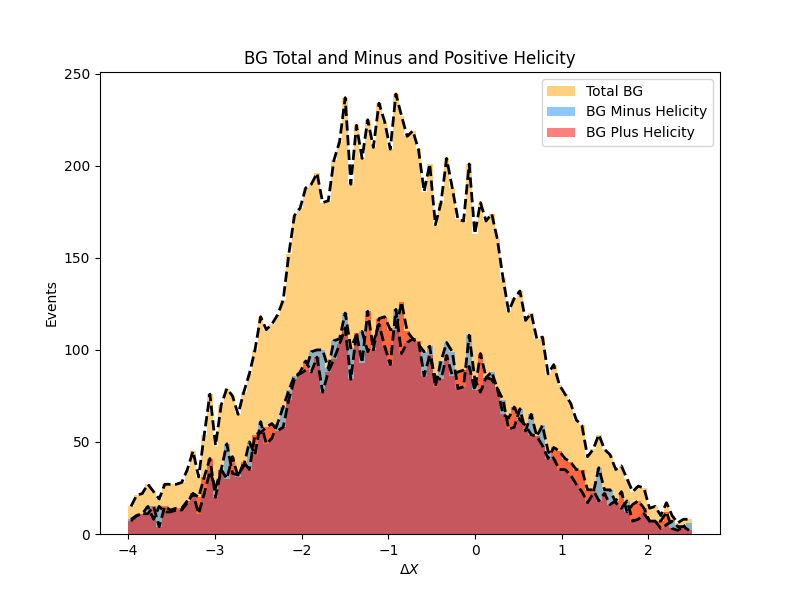 BG Total and Minus and Positive Helicity
250
200
150
100
50
0
Events
Total BG
BG Minus Helicity
BG Plus Helicity
−4 −3 −2 −1 0 1 2
ΔX